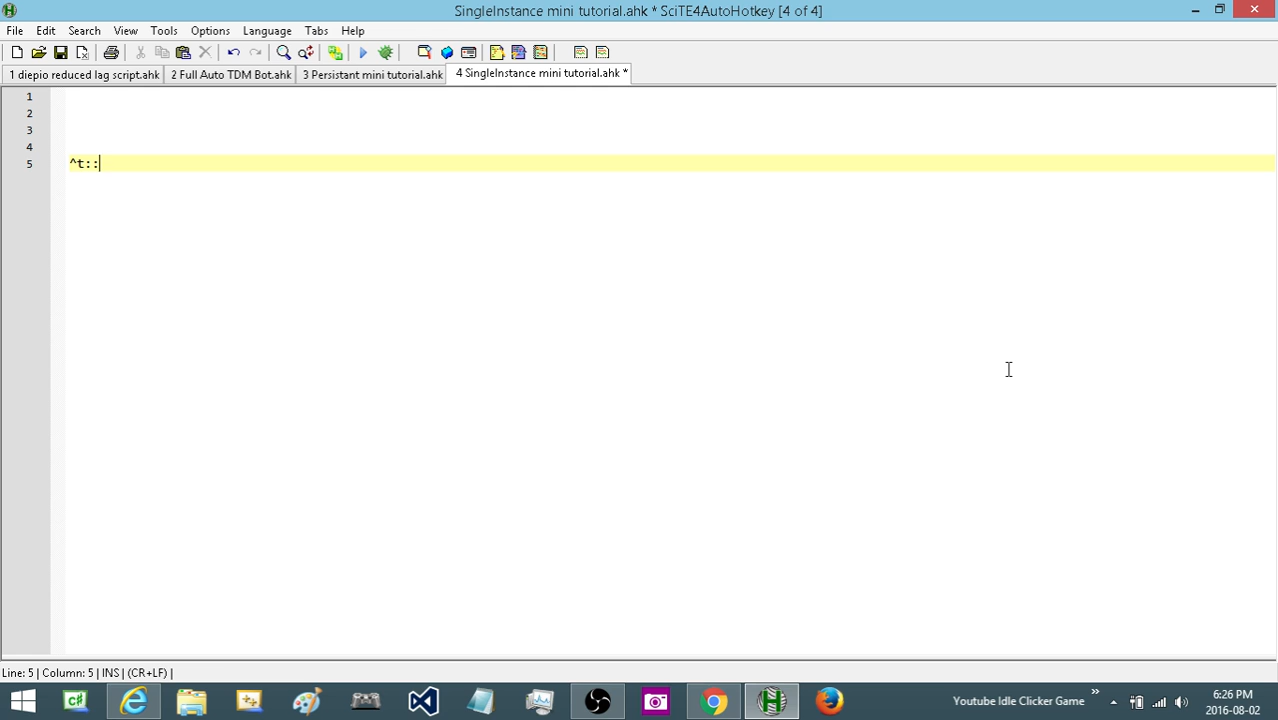 SingleInstance mini tutorial.ahk * SciTE4AutoHotkey [4 of 4]
File Edit Search View Tools Options Language Tabs Help
1 diepio reduced lag script.ahk 2 Full Auto TDM Bot.ahk 3 Persistant mini tutorial.ahk 4 SingleInstance mini tutorial.ahk *
1
2
3
4
5 ^t::
Line: 5 | Column: 5 | INS | (CR+LF) |
Youtube Idle Clicker Game » 6:26 PM
2016-08-02